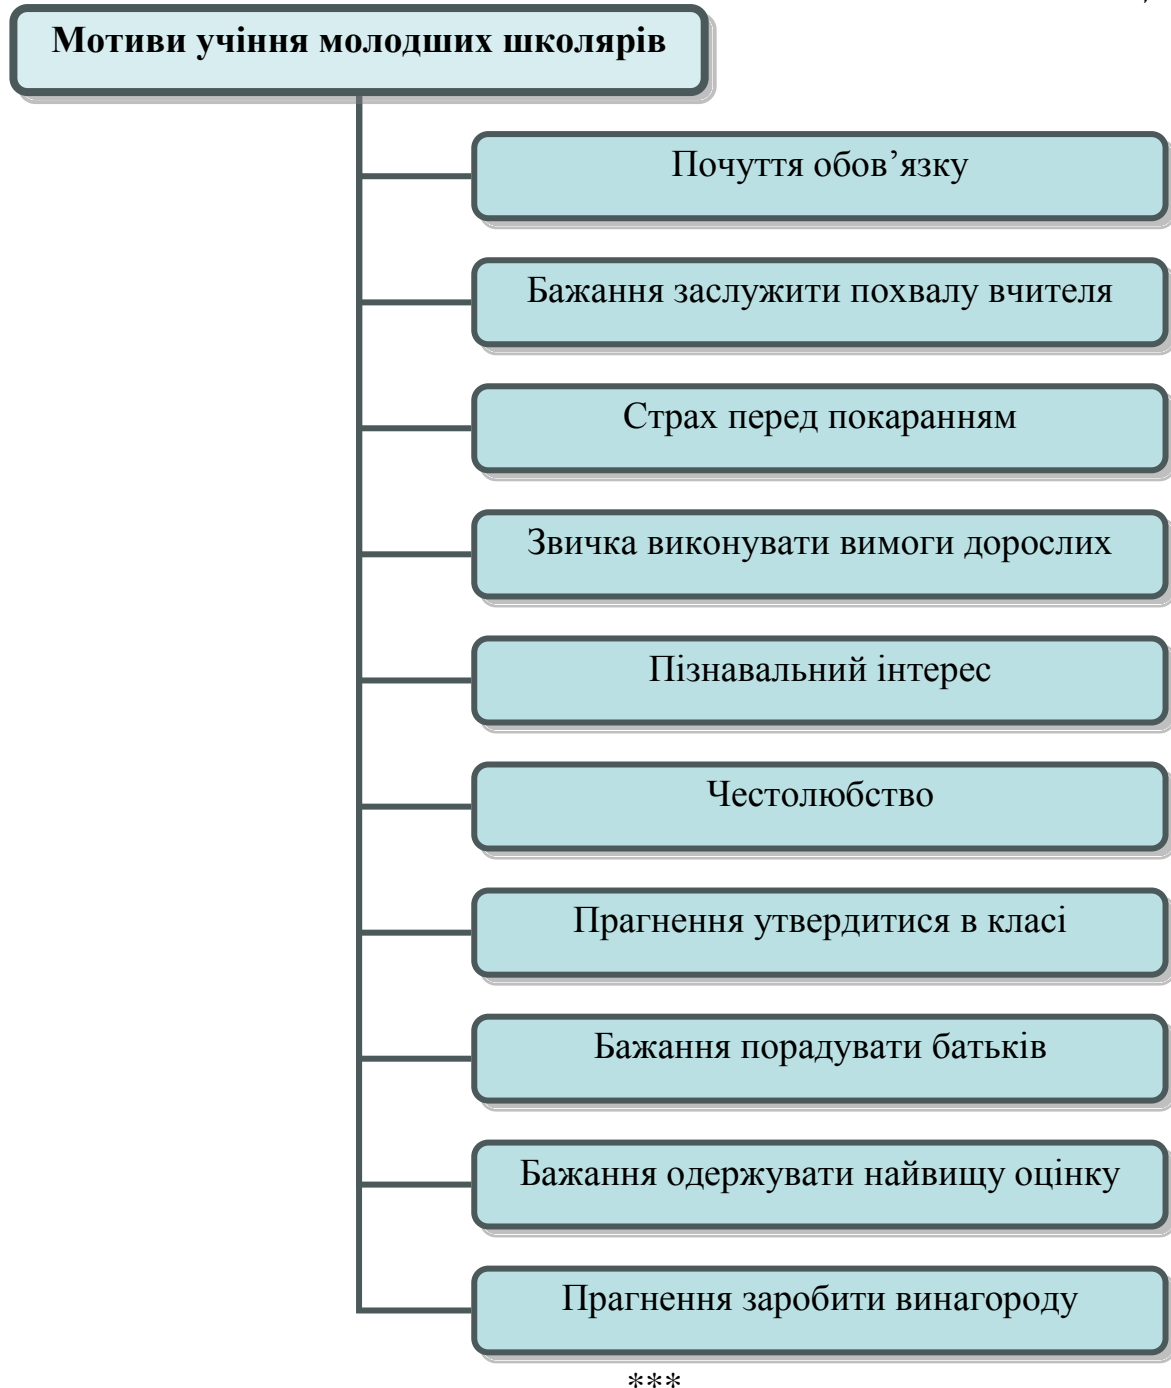 Мотиви учіння молодших школярів
Почуття обов’язку
Бажання заслужити похвалу вчителя
Страх перед покаранням
Звичка виконувати вимоги дорослих
Пізнавальний інтерес
Честолюбство
Прагнення утвердитися в класі
Бажання порадувати батьків
Бажання одержувати найвищу оцінку
Прагнення заробити винагороду
***